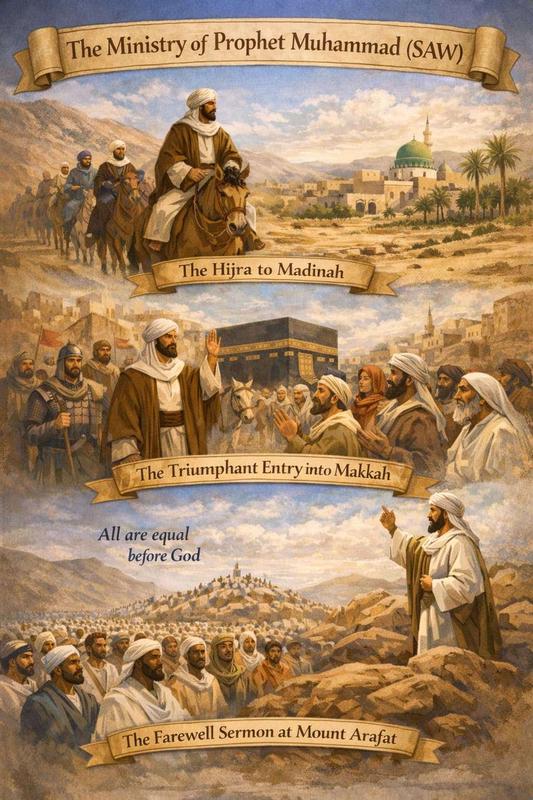 The Ministry of Prophet Muhammad (SAW)
The Hijra to Madinah
The Triumphant Entry into Makkah
All are equal
before God
The Farewell Sermon at Mount Arafat